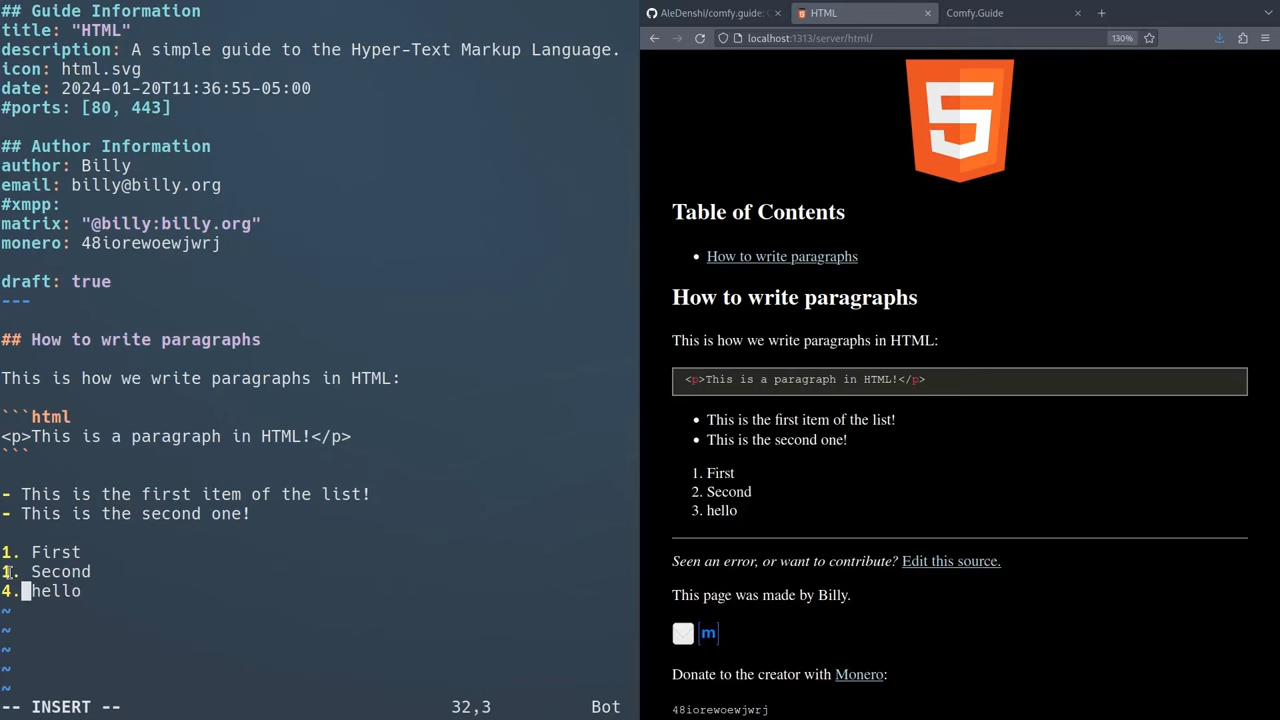 ## Guide Information
title: "HTML"
description: A simple guide to the Hyper-Text Markup Language.
icon: html.svg
date: 2024-01-20T11:36:55-05:00
#ports: [80, 443]
## Author Information
author: Billy
email: billy@billy.org
#xmpp:
matrix: "@billy:billy.org"
monero: 48iorewoewjwrj
draft: true
---
## How to write paragraphs
This is how we write paragraphs in HTML:
```html
<p>This is a paragraph in HTML!</p>
```
- This is the first item of the list!
- This is the second one!
1. First
1. Second
4. hello
~
~
~
~
~
-- INSERT --
32,3
Bot
AleDenshi/comfy.guide:
HTML
Comfy.Guide
localhost:1313/server/html/
130%
5
Table of Contents
• How to write paragraphs
How to write paragraphs
This is how we write paragraphs in HTML:
<p>This is a paragraph in HTML!</p>
• This is the first item of the list!
• This is the second one!
1. First
2. Second
3. hello
Seen an error, or want to contribute? Edit this source.
This page was made by Billy.
[m]
Donate to the creator with Monero:
48iorewoewjwrj